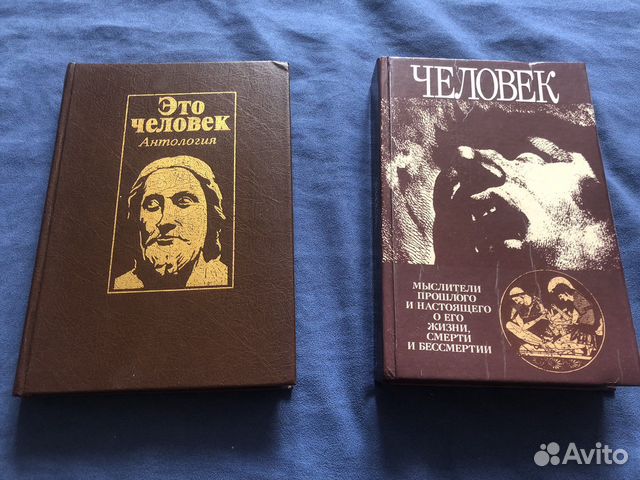 Это
человек
Антология
ЧЕЛОВЕК
МЫСЛИТЕЛИ
ПРОШЛОГО
И НАСТОЯЩЕГО
О ЕГО
ЖИЗНИ,
СМЕРТИ
И БЕССМЕРТИИ
Avito